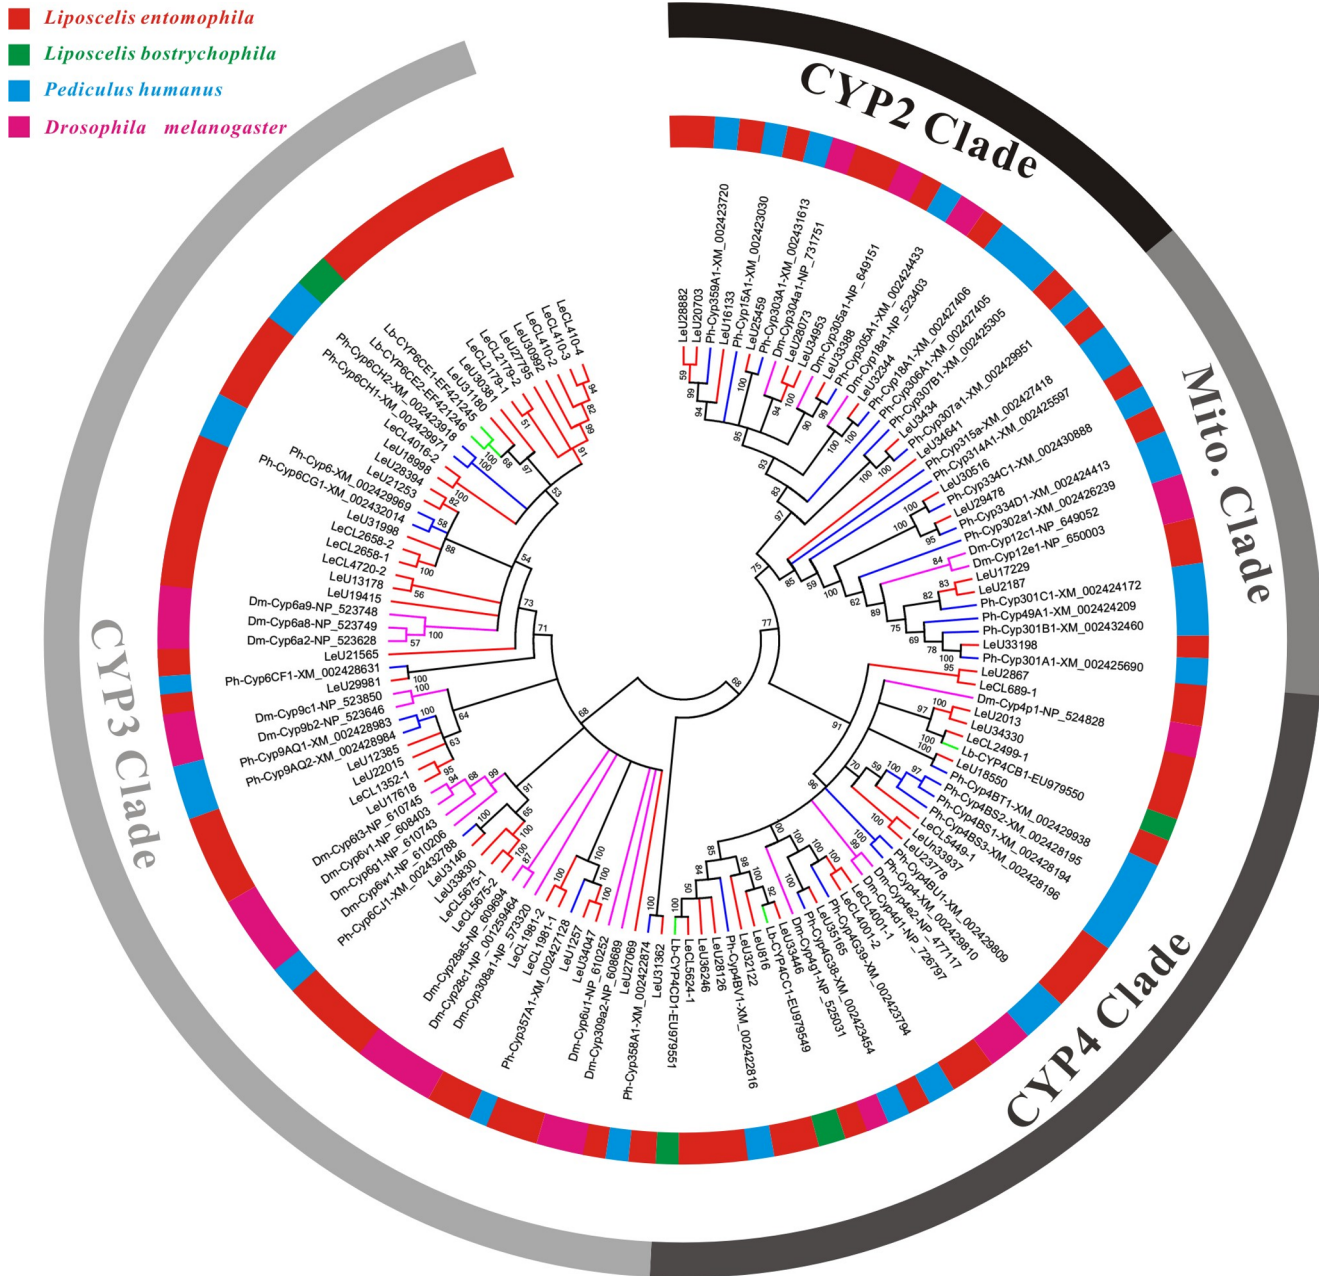 Liposcelis entomophila
Liposcelis bostrychophila
Pediculus humanus
Drosophila melanogaster
CYP2 Clade
Mito. Clade
CYP4 Clade
CYP3 Clade
LeU28882
LeU20703
Ph-Cyp359A1-XM_002423720
LeU16133
Ph-Cyp15A1-XM_002423030
LeU25459
Ph-Cyp303A1-XM_002431613
Dm-Cyp304a1-NP_731751
LeU28073
LeU34953
Dm-Cyp305a1-NP_649151
LeU33388
Ph-Cyp305A1-XM_002424433
Dm-Cyp18a1-NP_523403
LeU32344
Ph-Cyp18A1-XM_002427406
Ph-Cyp306A1-XM_002427405
Ph-Cyp307B1-XM_002425305
LeU3434
Ph-Cyp307a1-XM_002429951
LeU34641
Ph-Cyp315a-XM_002427418
Ph-Cyp314A1-XM_002425597
LeU30516
Ph-Cyp334C1-XM_002430888
LeU29478
Ph-Cyp334D1-XM_002424413
Ph-Cyp302a1-XM_002426239
Dm-Cyp12c1-NP_649052
Dm-Cyp12e1-NP_650003
LeU17229
LeU2187
Ph-Cyp301C1-XM_002424172
Ph-Cyp49A1-XM_002424209
Ph-Cyp301B1-XM_002432460
LeU33198
Ph-Cyp301A1-XM_002425690
LeU2867
LeCL689-1
Dm-Cyp4p1-NP_524828
LeU2013
LeU34330
LeCL2499-1
Lb-CYP4CB1-EU979550
LeU18550
Ph-Cyp4BT1-XM_002429938
Ph-Cyp4BS2-XM_002428195
Ph-Cyp4BS1-XM_002428194
Ph-Cyp4BS3-XM_002428196
LeCL5449-1
LeUn33937
LeU23778
Ph-Cyp4BU1-XM_002429809
Ph-Cyp4-XM_002429810
Dm-Cyp4e2-NP_477117
Dm-Cyp4d1-NP_726797
LeCL4001-1
LeCL4001-2
Ph-Cyp4G39-XM_002423794
LeU35165
Ph-Cyp4G38-XM_002423454
Dm-Cyp4g1-NP_525031
LeU33446
Lb-CYP4CC1-EU979549
LeU816
LeU32122
Ph-Cyp4BV1-XM_002422816
LeU28126
LeU36246
LeCL5624-1
Lb-CYP4CD1-EU979551
LeU31362
Ph-Cyp358A1-XM_002422874
LeU27069
Dm-Cyp309a2-NP_608689
Dm-Cyp6u1-NP_610252
LeU34047
LeU1257
Ph-Cyp357A1-XM_002427128
LeCL1981-1
LeCL1981-2
Dm-Cyp308a1-NP_573320
Dm-Cyp28c1-NP_001259464
Dm-Cyp28a5-NP_609694
LeCL5675-2
LeCL5675-1
LeU33830
LeU3146
Ph-Cyp6CJ1-XM_002432788
Dm-Cyp6w1-NP_610206
Dm-Cyp6g1-NP_610743
Dm-Cyp6v1-NP_608403
Dm-Cyp6t3-NP_610745
LeU17618
LeCL1352-1
LeU22015
LeU12385
Ph-Cyp9AQ2-XM_002428984
Ph-Cyp9AQ1-XM_002428983
Dm-Cyp9b2-NP_523646
Dm-Cyp9c1-NP_523850
LeU29981
Ph-Cyp6CF1-XM_002428631
LeU21565
Dm-Cyp6a2-NP_523628
Dm-Cyp6a8-NP_523749
Dm-Cyp6a9-NP_523748
LeU19415
LeU13178
LeCL4720-2
LeCL2658-1
LeCL2658-2
LeU31998
Ph-Cyp6CG1-XM_002432014
Ph-Cyp6-XM_002429969
LeU21253
LeU28394
LeU18998
LeCL4016-2
Ph-Cyp6CH1-XM_002429971
Ph-Cyp6CH2-XM_002423918
Lb-CYP6CE2-EF421246
Lb-CYP6CE1-EF421245
LeU31180
LeU30381
LeCL2179-1
LeCL2179-2
LeU2795
LeU30992
LeCL410-2
LeCL410-3
LeCL410-4